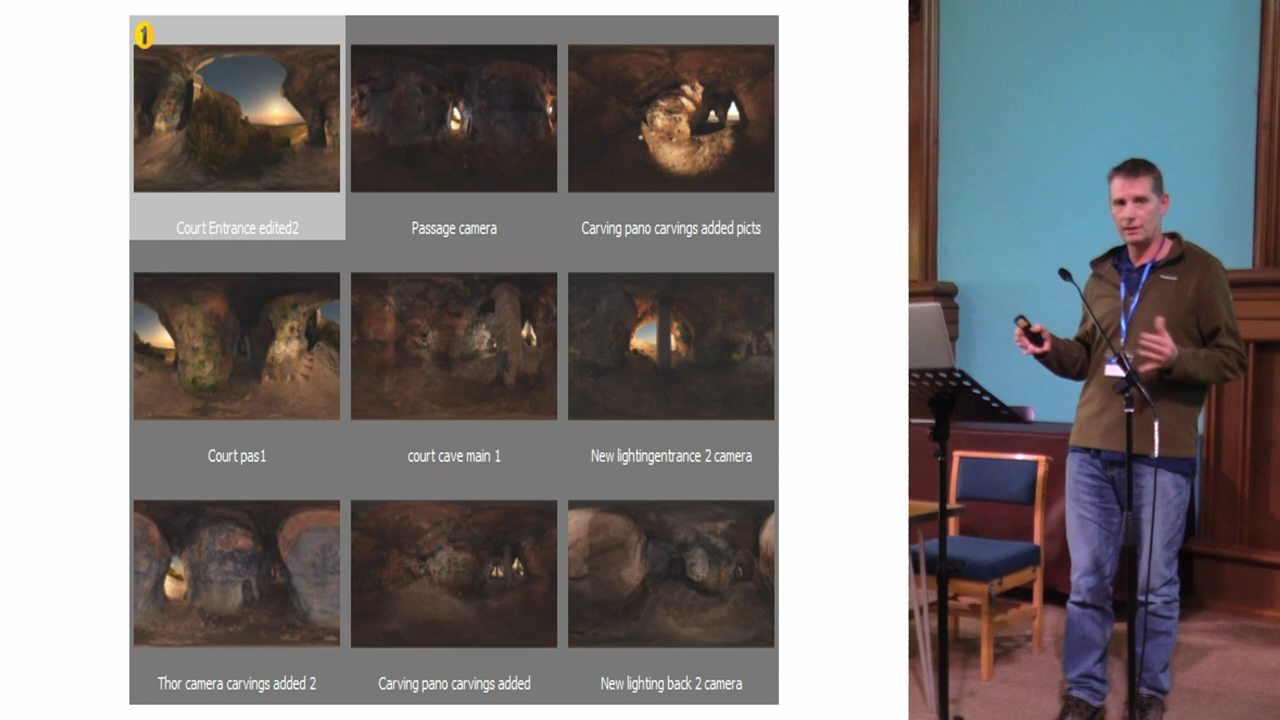 1
Court Entrance edited2
Passage camera
Carving pano carvings added picts
Court pas1
court cave main 1
New lightingentrance 2 camera
Thor camera carvings added 2
Carving pano carvings added
New lighting back 2 camera